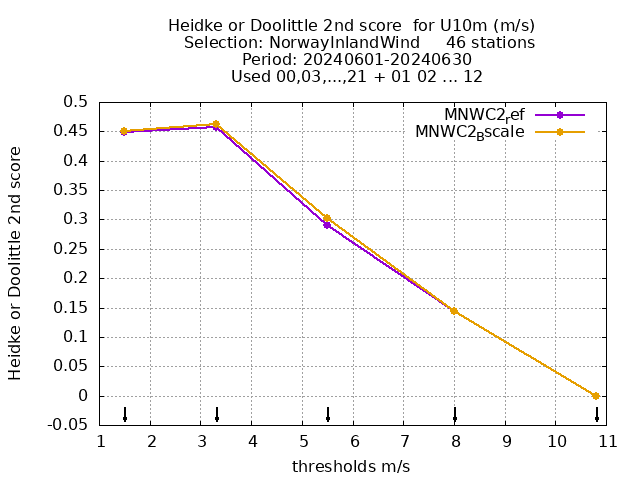 Heidke or Doolittle 2nd score  for U10m (m/s)
Selection: NorwayInlandWind     46 stations
Period: 20240601-20240630
Used 00,03,...,21 + 01 02 ... 12
MNWC2ref
MNWC2Bscale
Heidke or Doolittle 2nd score
0.5
0.45
0.4
0.35
0.3
0.25
0.2
0.15
0.1
0.05
0
-0.05
1 2 3 4 5 6 7 8 9 10 11
thresholds m/s